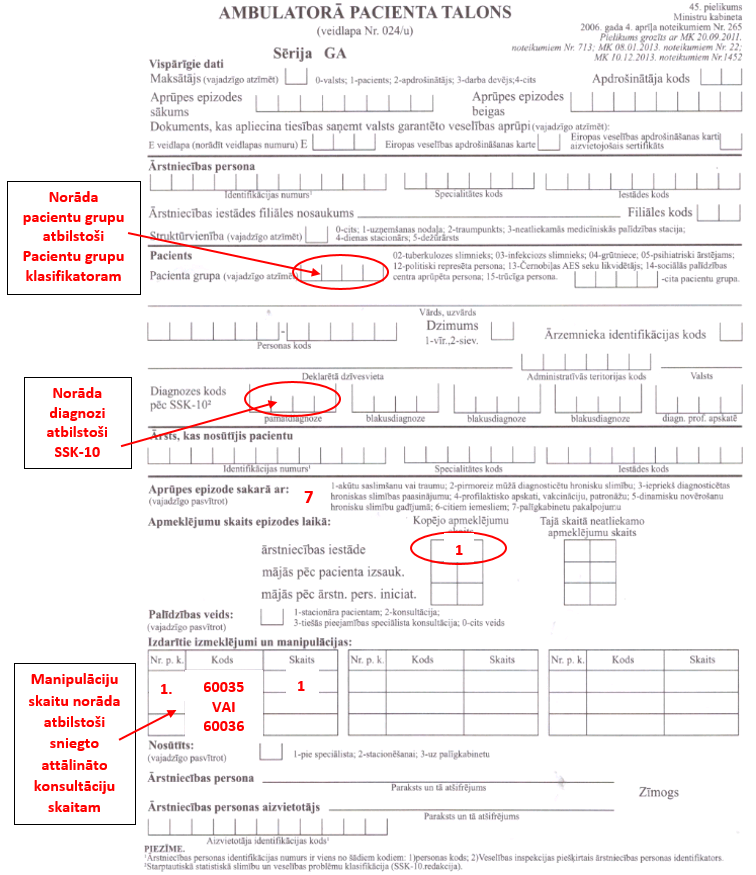 AMBULATORĀ PACIENTA TALONS
(veidlapa Nr. 024/u)
45. pielikums
Ministru kabineta
2006. gada 4. aprīļa noteikumiem Nr. 265
Pielikums grozīts ar MK 20.09.2011.
noteikumiem Nr. 713; MK 08.01.2013. noteikumiem Nr. 22;
MK 10.12.2013. noteikumiem Nr.1452
Sērija GA
Vispārīgie dati
Maksātājs (vajadzīgo atzīmēt) 0-valsts; 1-pacients; 2-apdrošinātājs; 3-darba devējs;4-cits Apdrošinātāja kods
Aprūpes epizodes sākums
Aprūpes epizodes beigas
Dokuments, kas apliecina tiesības saņemt valsts garantēto veselības aprūpi (vajadzīgo atzīmēt):
E veidlapa (norādīt veidlapas numuru) E Eiropas veselības apdrošināšanas karte Eiropas veselības apdrošināšanas karti aizvietojošais sertifikāts
Ārstniecības persona
Identifikācijas numurs¹ Specialitātes kods Iestādes kods
Ārstniecības iestādes filiāles nosaukums Filiāles kods
Struktūrvienība (vajadzīgo atzīmēt) 0-cits; 1-uzņemšanas nodaļa; 2-traumpunkts; 3-neatliekamās medicīniskās palīdzības stacija;
4-dienas stacionārs; 5-dežūrārsts
Norāda
pacientu grupu
atbilstoši
Pacientu grupu
klasifikatoram
Pacients
Pacienta grupa (vajadzīgo atzīmēt)
02-tuberkulozes slimnieks; 03-infekciozs slimnieks; 04-grūtniece; 05-psihiatriski ārstējams;
12-politiski represēta persona; 13-Černobiļas AES seku likvidētājs; 14-sociālās palīdzības
centra aprūpēta persona; 15-trūcīga persona. -cita pacientu grupa.
Vārds, uzvārds
Personas kods
Dzimums
1-vīr.,2-siev.
Ārzemnieka identifikācijas kods
Deklarētā dzīvesvieta Administratīvās teritorijas kods Valsts
Norāda
diagnozi
atbilstoši
SSK-10
Diagnozes kods
pēc SSK-10²
pamatdiagnoze blakusdiagnoze blakusdiagnoze blakusdiagnoze diagn. prof. apskatē
Ārsts, kas nosūtījis pacientu
Identifikācijas numurs¹ Specialitātes kods Iestādes kods
Aprūpes epizode sakarā ar:
(vajadzīgo pasvītrot)
7
1-akūtu saslimšanu vai traumu; 2-pirmoreiz mūžā diagnosticētu hronisku slimību; 3-iepriekš diagnosticētas
hroniskas slimības paasinājumu; 4-profilaktisko apskati, vakcināciju, patronāžu; 5-dinamisku novērošanu
hronisku slimību gadījumā; 6-citiem iemesliem; 7-palīgkabinetu pakalpojumu
Apmeklējumu skaits epizodes laikā:
Kopējo apmeklējumu
skaits
Tajā skaitā neatliekamo
apmeklējumu skaits
ārstniecības iestāde 1
mājās pēc pacienta izsauk.
mājās pēc ārstn. pers. iniciat.
Palīdzības veids:
(vajadzīgo pasvītrot)
1-stacionāra pacientam; 2-konsultācija;
3-tiešās pieejamības speciālista konsultācija; 0-cits veids
Izdarītie izmeklējumi un manipulācijas:
Nr. p. k. Kods Skaits Nr. p. k. Kods Skaits Nr. p. k. Kods Skaits
1. 60035 1
VAI
60036
Manipulāciju
skaitu norāda
atbilstoši
sniegto
attālināto
konsultāciju
skaitam
Nosūtīts:
(vajadzīgo pasvītrot)
1-pie speciālista; 2-stacionēšanai; 3-uz palīgkabinetu
Ārstniecības persona
Paraksts un tā atšifrējums
Zīmogs
Ārstniecības personas aizvietotājs
Paraksts un tā atšifrējums
Aizvietotāja identifikācijas kods¹
PIEZĪME.
¹Ārstniecības personas identifikācijas numurs ir viens no šādiem kodiem: 1)personas kods; 2)Veselības inspekcijas piešķirtais ārstniecības personas identifikators.
²Starptautiskā statistiskā slimību un veselības problēmu klasifikācija (SSK-10.redakcija).